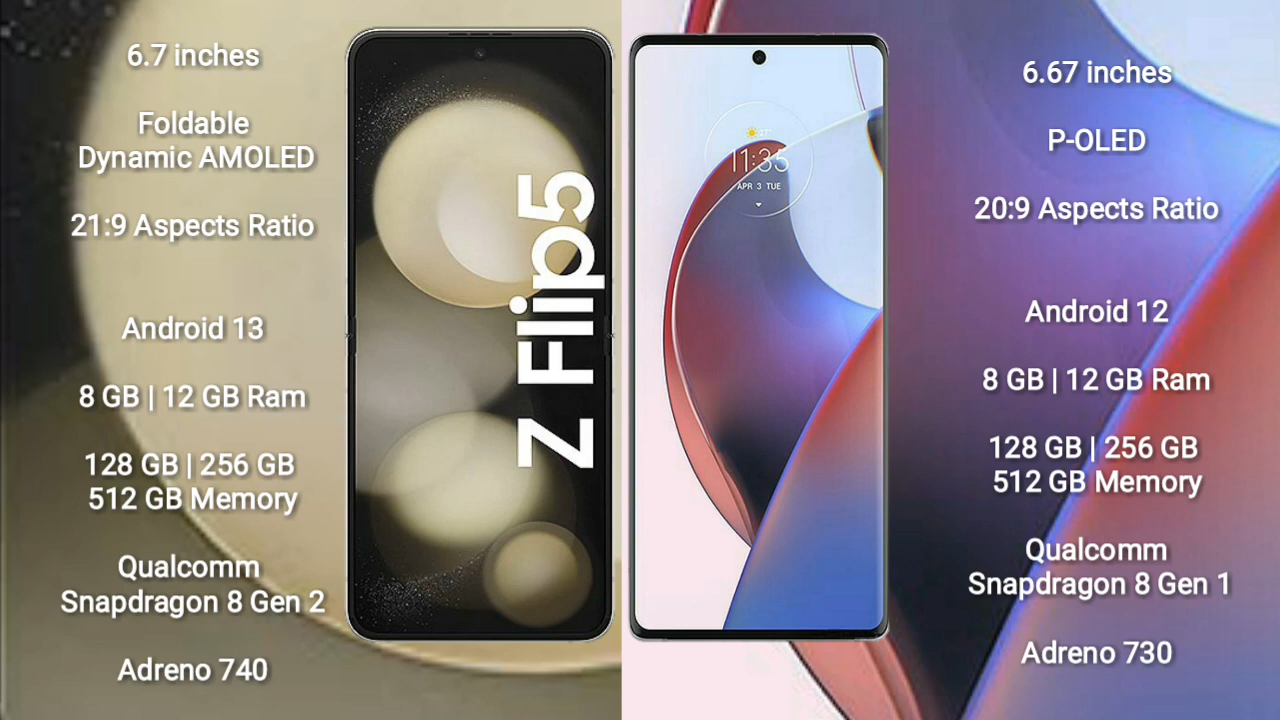 6.7 inches
Foldable
Dynamic AMOLED
21:9 Aspects Ratio
Android 13
8 GB | 12 GB Ram
128 GB | 256 GB
512 GB Memory
Qualcomm
Snapdragon 8 Gen 2
Adreno 740
Z Flip5
27°
11:35
APR 3 TUE
6.67 inches
P-OLED
20:9 Aspects Ratio
Android 12
8 GB | 12 GB Ram
128 GB | 256 GB
512 GB Memory
Qualcomm
Snapdragon 8 Gen 1
Adreno 730